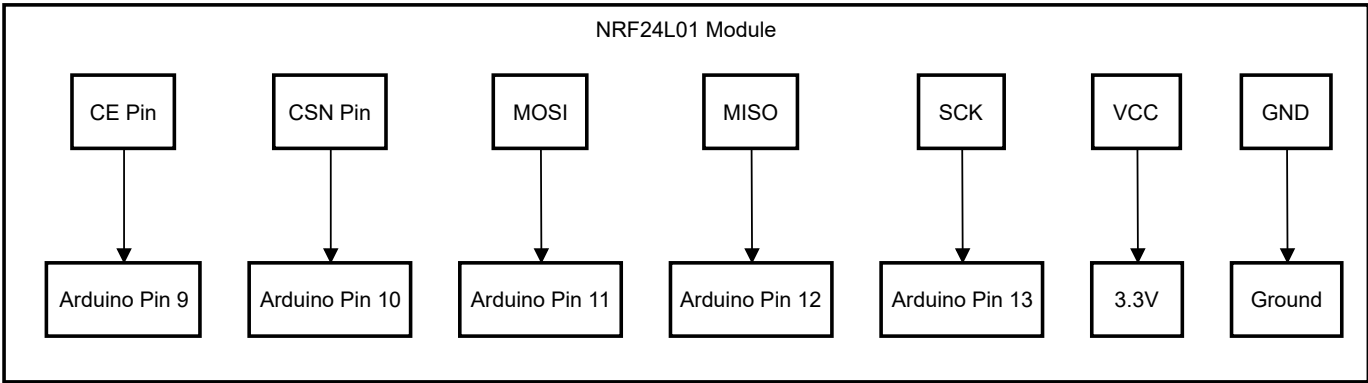 NRF24L01 Module
CE Pin
CSN Pin
MOSI
MISO
SCK
VCC
GND
Arduino Pin 9
Arduino Pin 10
Arduino Pin 11
Arduino Pin 12
Arduino Pin 13
3.3V
Ground